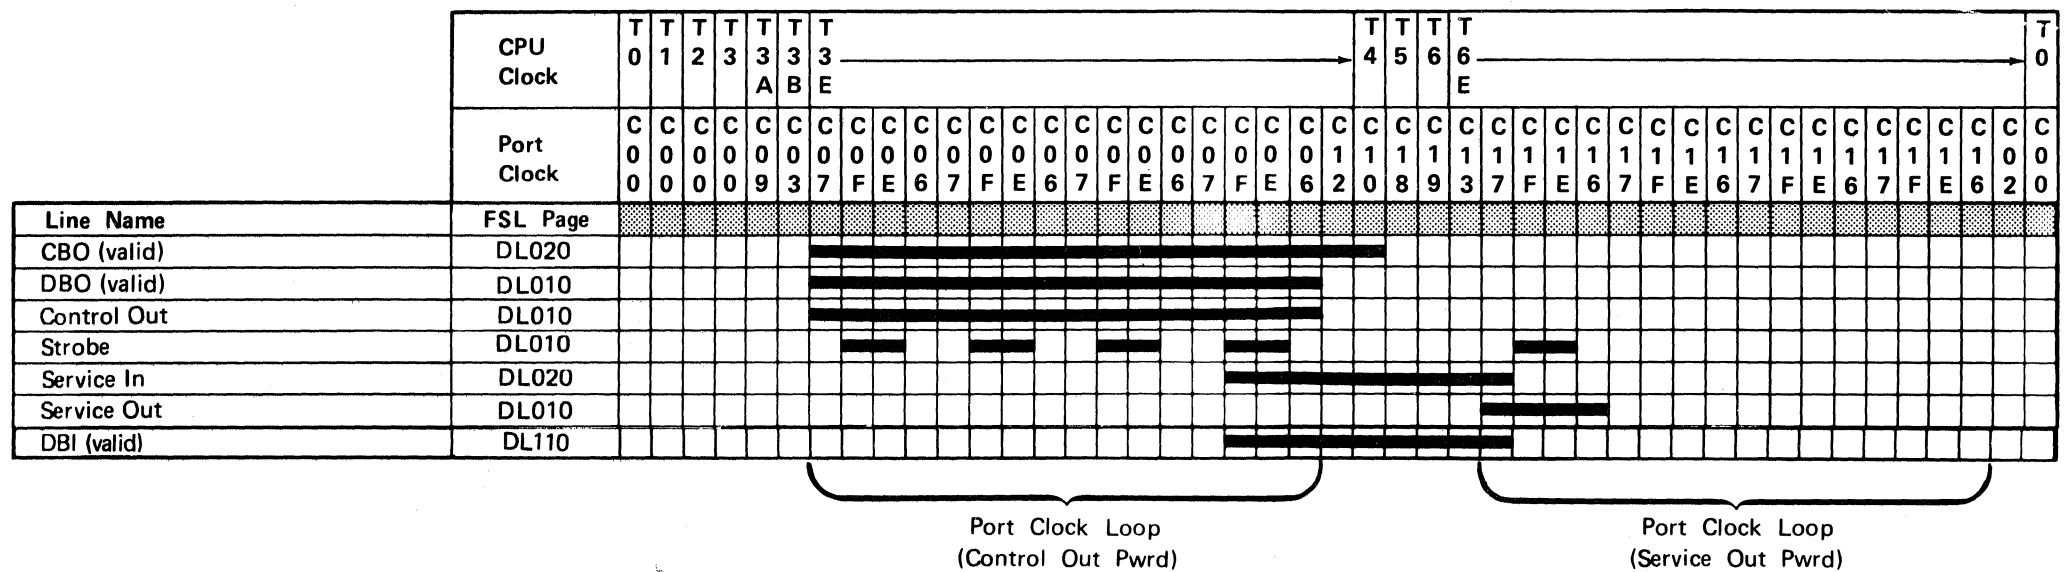 CPU Clock T0 T1 T2 T3 T3A T3B T3E T4 T5 T6 T6E T0
Port Clock C00 C00 C00 C00 C09 C03 C07 C0F C0E C06 C07 C0F C0E C06 C07 C0F C0E C06 C07 C0F C0E C06 C12 C10 C18 C19 C13 C17 C1F C1E C16 C17 C1F C1E C16 C17 C1F C1E C16 C17 C1F C1E C16 C02 C00
Line Name FSL Page
CBO (valid) DL020
DBO (valid) DL010
Control Out DL010
Strobe DL010
Service In DL020
Service Out DL010
DBI (valid) DL110
Port Clock Loop
(Control Out Pwrd)
Port Clock Loop
(Service Out Pwrd)